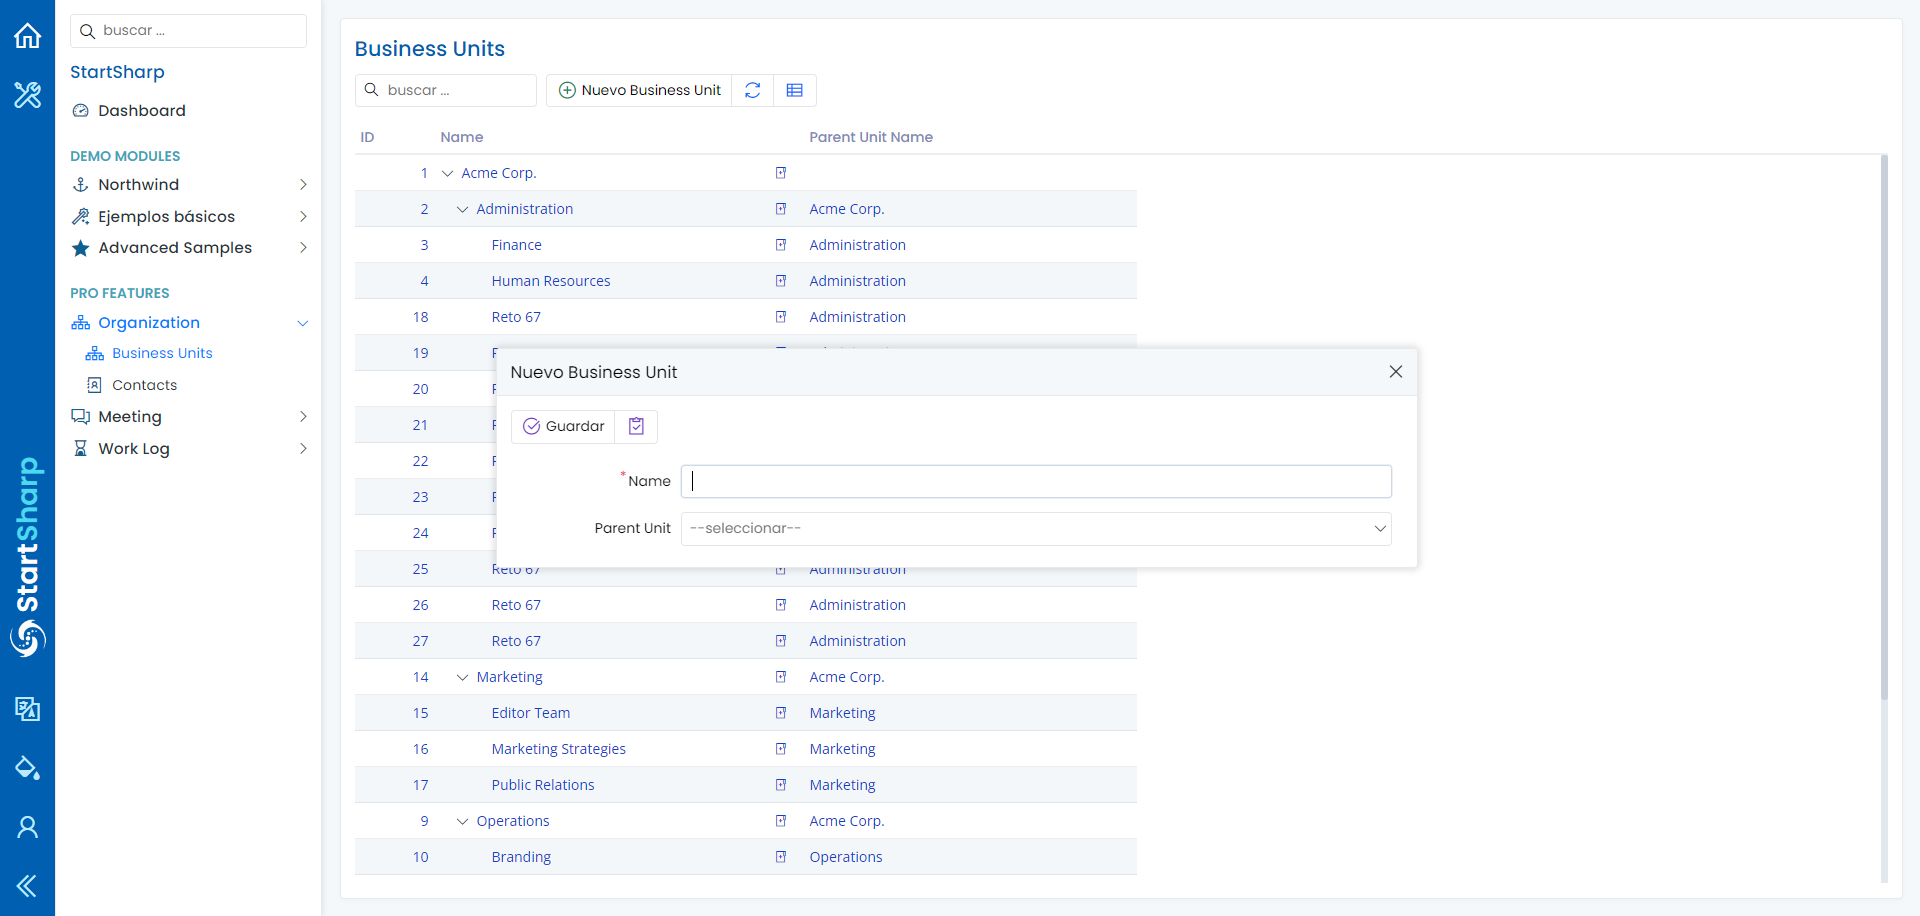 buscar ...
StartSharp
Dashboard
DEMO MODULES
Northwind
Ejemplos básicos
Advanced Samples
PRO FEATURES
Organization
Business Units
Contacts
Meeting
Work Log
StartSharp
Business Units
buscar ...
Nuevo Business Unit
ID Name Parent Unit Name
1 Acme Corp.
2 Administration Acme Corp.
3 Finance Administration
4 Human Resources Administration
18 Reto 67 Administration
19
20
21
22
23
24
25 Reto 67 Administration
26 Reto 67 Administration
27 Reto 67 Administration
14 Marketing Acme Corp.
15 Editor Team Marketing
16 Marketing Strategies Marketing
17 Public Relations Marketing
9 Operations Acme Corp.
10 Branding Operations
Nuevo Business Unit
Guardar
* Name
Parent Unit --seleccionar--